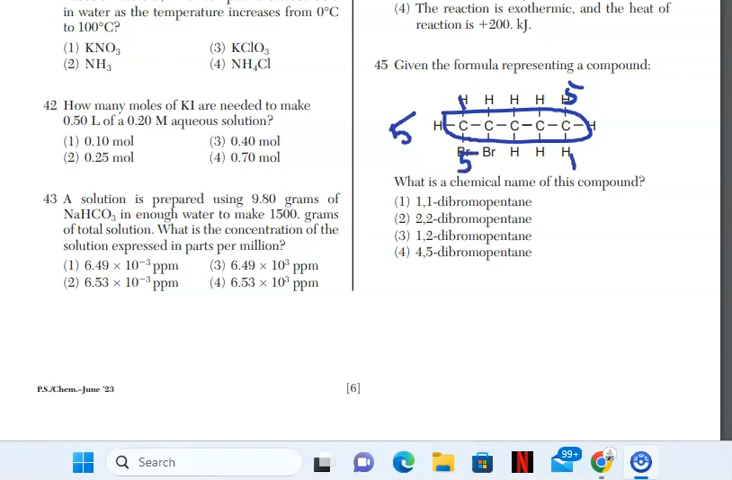 in water as the temperature increases from 0°C
to 100°C?
(1) KNO₃ (3) KClO₃
(2) NH₃ (4) NH₄Cl
42 How many moles of KI are needed to make
0.50 L of a 0.20 M aqueous solution?
(1) 0.10 mol (3) 0.40 mol
(2) 0.25 mol (4) 0.70 mol
43 A solution is prepared using 9.80 grams of
NaHCO₃ in enough water to make 1500. grams
of total solution. What is the concentration of the
solution expressed in parts per million?
(1) 6.49 × 10⁻³ ppm (3) 6.49 × 10³ ppm
(2) 6.53 × 10⁻³ ppm (4) 6.53 × 10³ ppm
(4) The reaction is exothermic, and the heat of
reaction is +200. kJ.
45 Given the formula representing a compound:
5
H H H H H
5 H–C–C–C–C–C–H
Br Br H H H
5 1
What is a chemical name of this compound?
(1) 1,1-dibromopentane
(2) 2,2-dibromopentane
(3) 1,2-dibromopentane
(4) 4,5-dibromopentane
P.S./Chem.–June '23 [6]
Search
99+